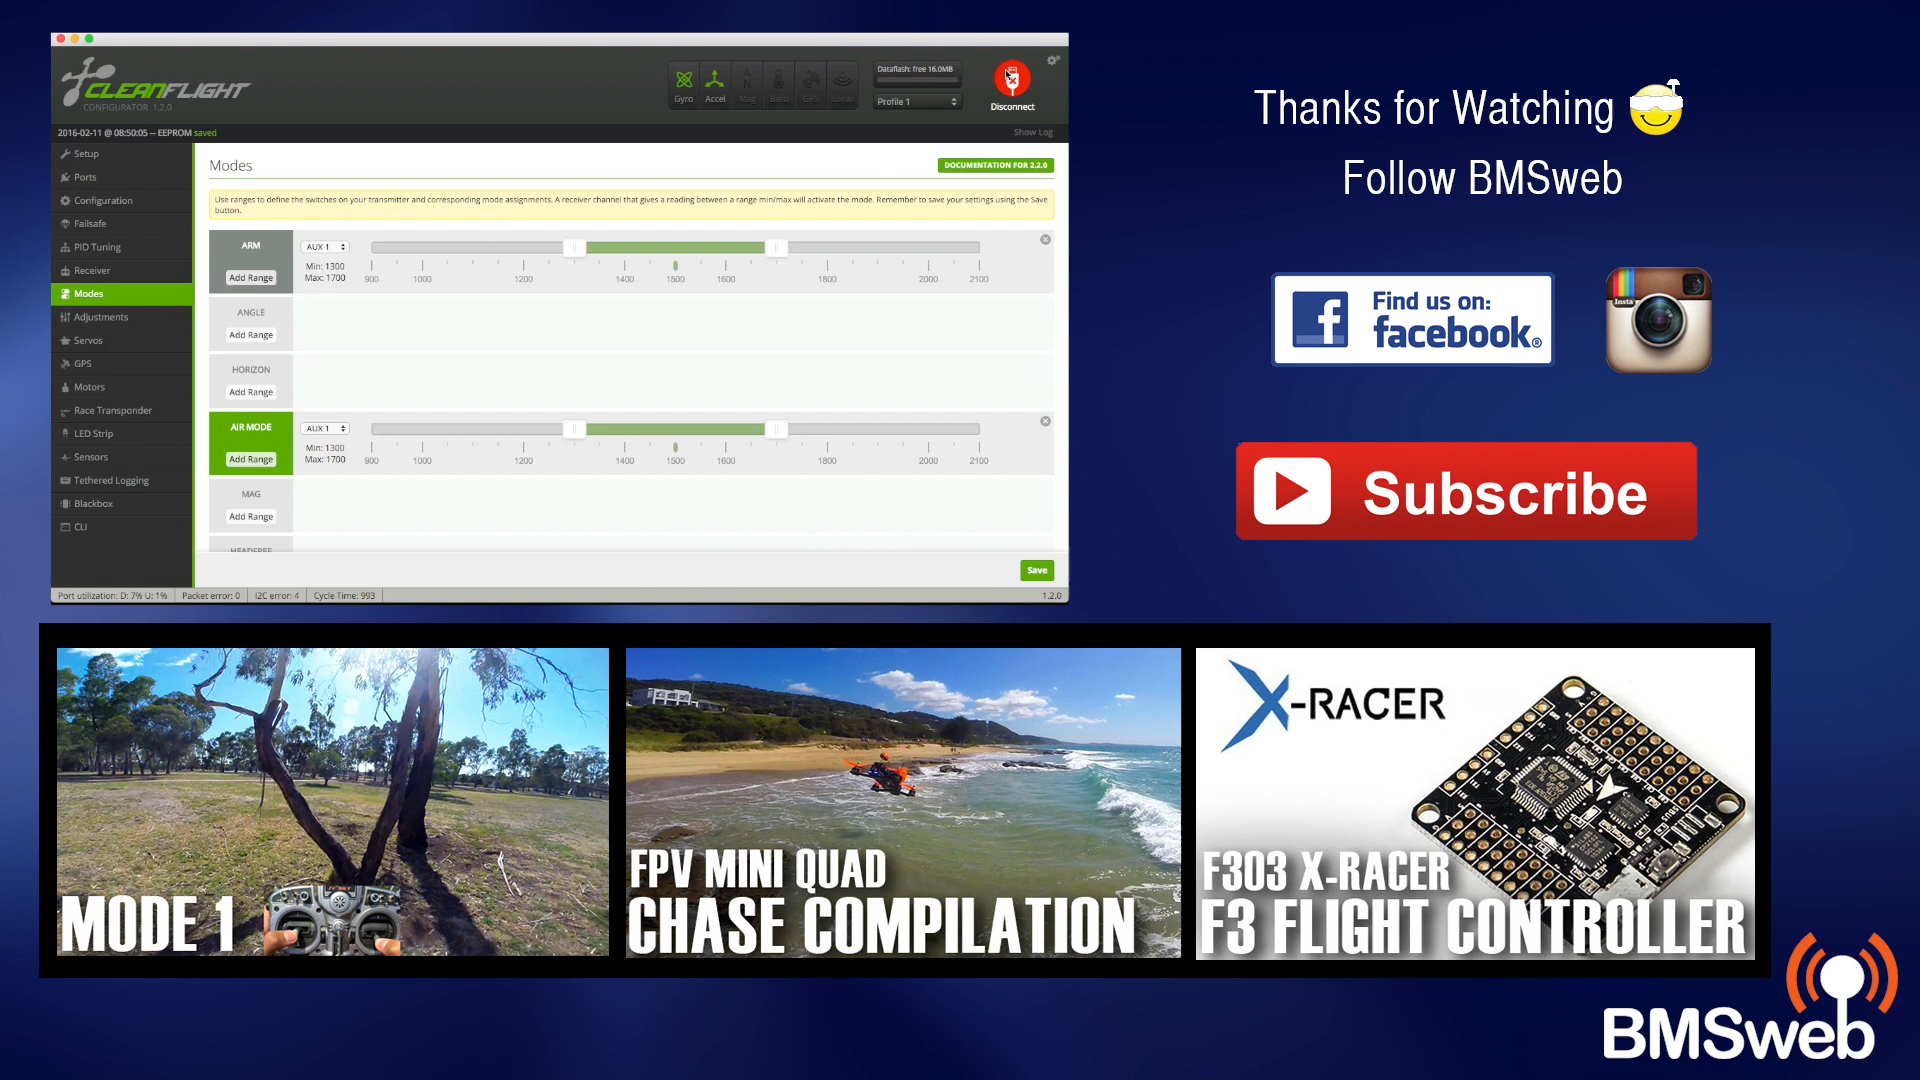 CLEANFLIGHT
CONFIGURATOR 1.2.0
Gyro
Accel
Mag
Baro
GPS
Sonar
Dataflash: free 16.0MB
Profile 1
Disconnect
2016-02-11 @ 08:50:05 -- EEPROM saved
Show Log
Setup
Ports
Configuration
Failsafe
PID Tuning
Receiver
Modes
Adjustments
Servos
GPS
Motors
Race Transponder
LED Strip
Sensors
Tethered Logging
Blackbox
CLI
Modes
DOCUMENTATION FOR 2.2.0
Use ranges to define the switches on your transmitter and corresponding mode assignments. A receiver channel that gives a reading between a range min/max will activate the mode. Remember to save your settings using the Save
button.
ARM
Add Range
AUX 1
Min: 1300
Max: 1700
900 1000 1200 1400 1500 1600 1800 2000 2100
ANGLE
Add Range
HORIZON
Add Range
AIR MODE
Add Range
AUX 1
Min: 1300
Max: 1700
900 1000 1200 1400 1500 1600 1800 2000 2100
MAG
Add Range
HEADFREE
Save
Port utilization: D: 7% U: 1% Packet error: 0 I2C error: 4 Cycle Time: 993 1.2.0
Thanks for Watching
Follow BMSweb
Find us on:
facebook®
Insta
Subscribe
MODE 1
FPV MINI QUAD
CHASE COMPILATION
X-RACER
F303 X-RACER
F3 FLIGHT CONTROLLER
BMSweb